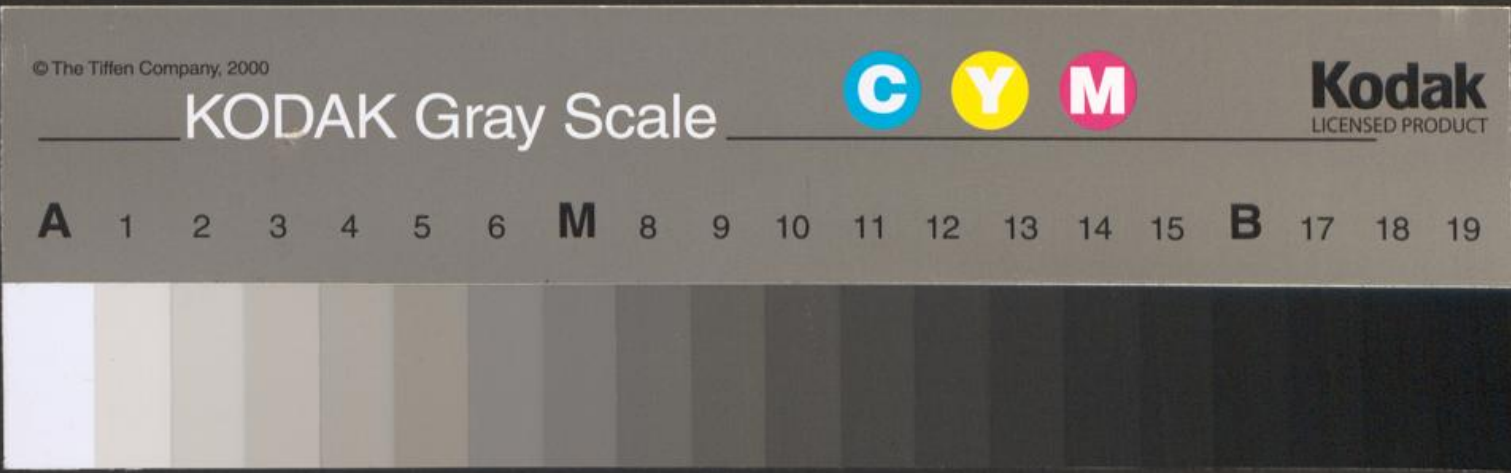 © The Tiffen Company, 2000
KODAK Gray Scale
C Y M
Kodak
LICENSED PRODUCT
A 1 2 3 4 5 6 M 8 9 10 11 12 13 14 15 B 17 18 19